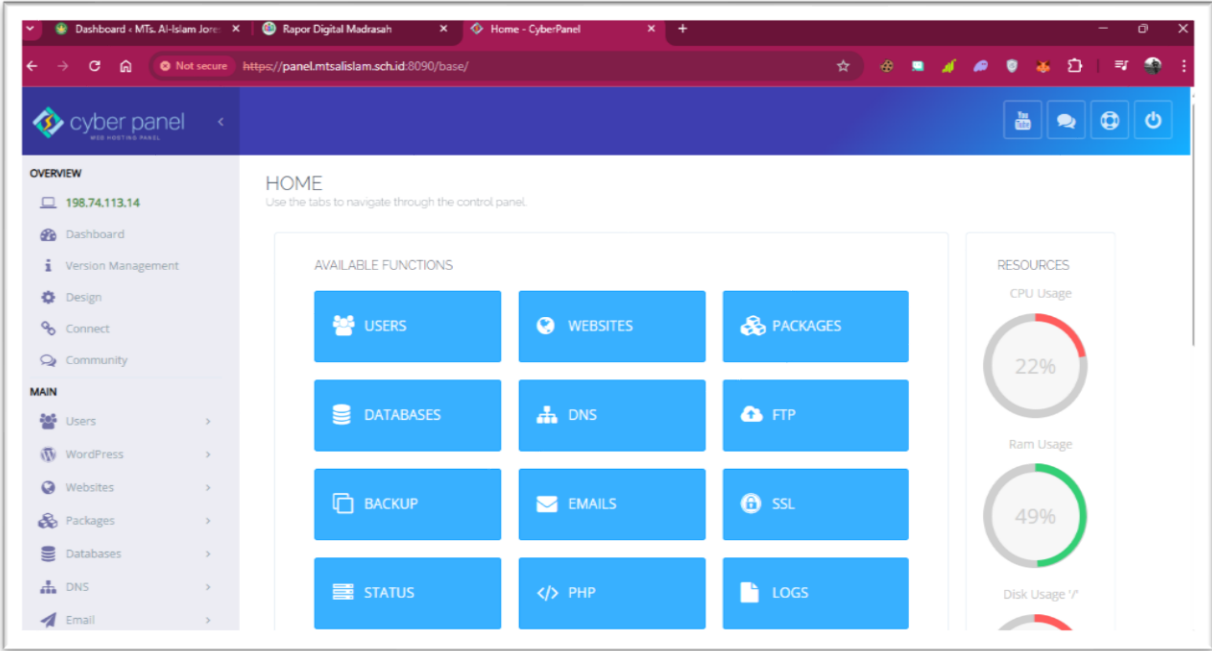 Dashboard ‹ MTs. Al-Islam Jore
Rapor Digital Madrasah
Home - CyberPanel
Not secure https://panel.mtsalislam.sch.id:8090/base/
cyber panel
WEB HOSTING PANEL
You Tube
OVERVIEW
198.74.113.14
Dashboard
Version Management
Design
Connect
Community
MAIN
Users
WordPress
Websites
Packages
Databases
DNS
Email
HOME
Use the tabs to navigate through the control panel.
AVAILABLE FUNCTIONS
USERS
WEBSITES
PACKAGES
DATABASES
DNS
FTP
BACKUP
EMAILS
SSL
STATUS
PHP
LOGS
RESOURCES
CPU Usage
22%
Ram Usage
49%
Disk Usage '/'